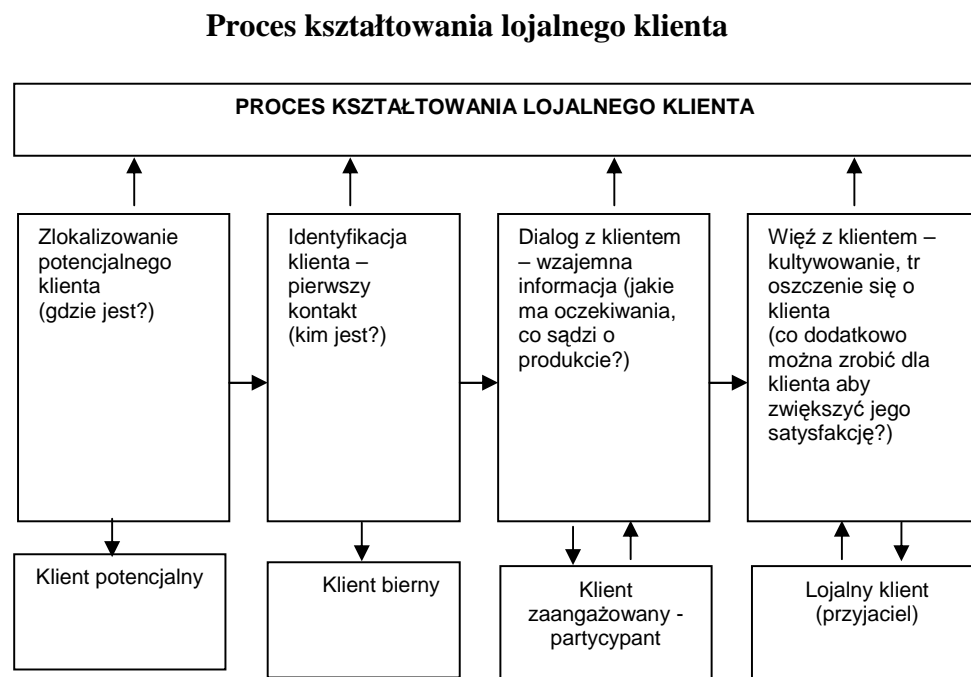 Proces kształtowania lojalnego klienta
PROCES KSZTAŁTOWANIA LOJALNEGO KLIENTA
Zlokalizowanie
potencjalnego
klienta
(gdzie jest?)
Identyfikacja
klienta –
pierwszy
kontakt
(kim jest?)
Dialog z klientem
– wzajemna
informacja (jakie
ma oczekiwania,
co sądzi o
produkcie?)
Więź z klientem –
kultywowanie, tr
oszczenie się o
klienta
(co dodatkowo
można zrobić dla
klienta aby
zwiększyć jego
satysfakcję?)
Klient potencjalny
Klient bierny
Klient
zaangażowany -
partycypant
Lojalny klient
(przyjaciel)